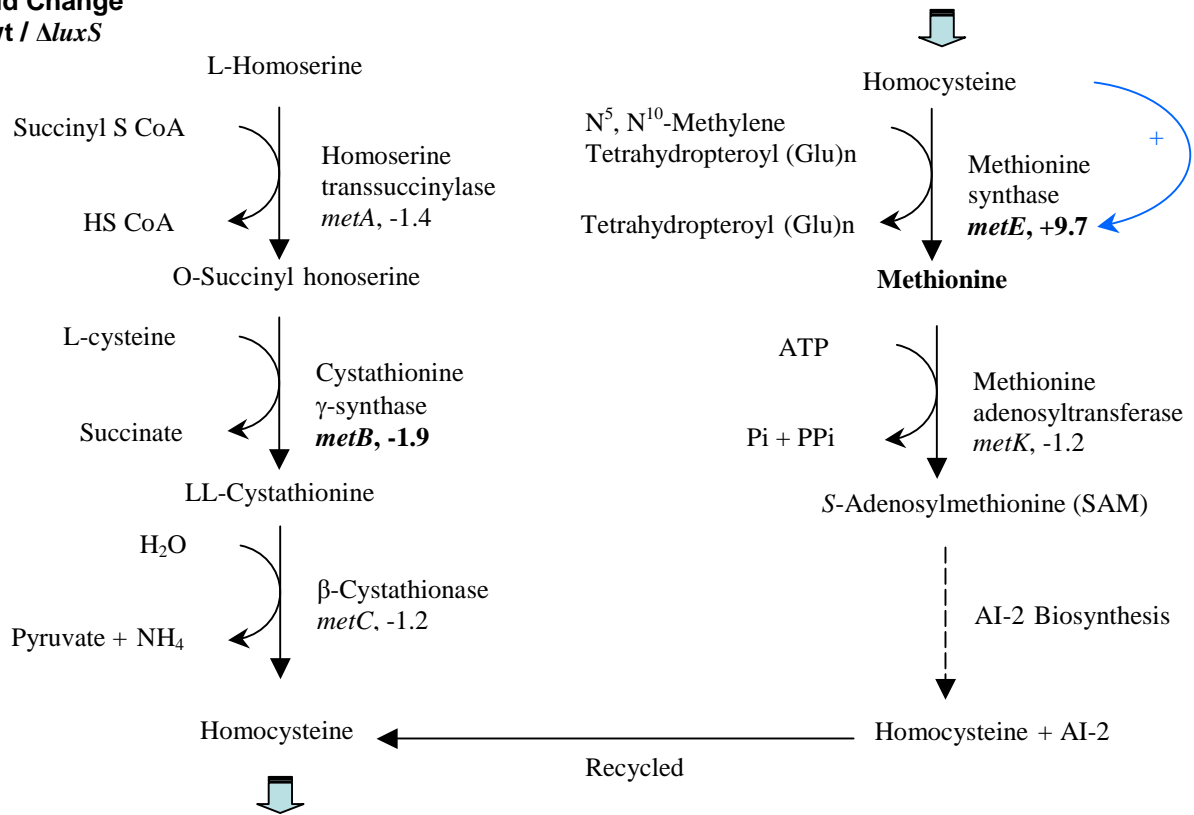 d Change
/ ΔluxS
L-Homoserine
Succinyl S CoA
Homoserine
transsuccinylase
metA, -1.4
HS CoA
O-Succinyl honoserine
L-cysteine
Cystathionine
γ-synthase
metB, -1.9
Succinate
LL-Cystathionine
H₂O
β-Cystathionase
metC, -1.2
Pyruvate + NH₄
Homocysteine
Recycled
Homocysteine
N⁵, N¹⁰-Methylene
Tetrahydropteroyl (Glu)n
+
Methionine
synthase
metE, +9.7
Tetrahydropteroyl (Glu)n
Methionine
ATP
Methionine
adenosyltransferase
metK, -1.2
Pi + PPi
S-Adenosylmethionine (SAM)
AI-2 Biosynthesis
Homocysteine + AI-2